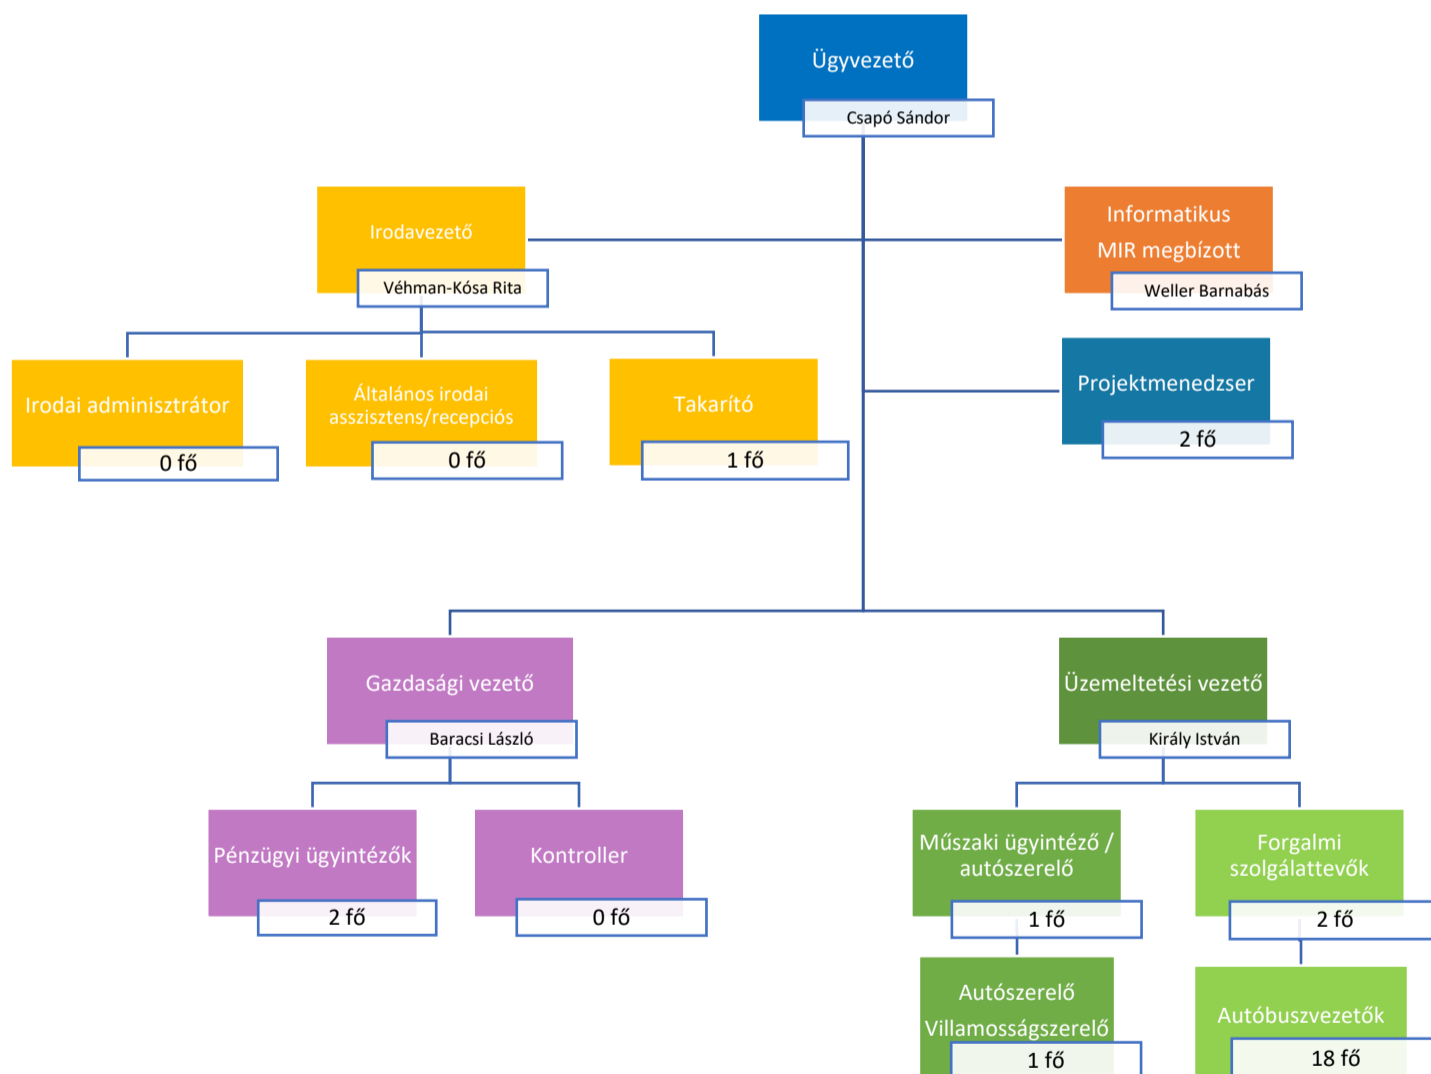 Ügyvezető
Csapó Sándor
Irodavezető
Véhman-Kósa Rita
Informatikus
MIR megbízott
Weller Barnabás
Irodai adminisztrátor
0 fő
Általános irodai
asszisztens/recepciós
0 fő
Takarító
1 fő
Projektmenedzser
2 fő
Gazdasági vezető
Baracsi László
Üzemeltetési vezető
Király István
Pénzügyi ügyintézők
2 fő
Kontroller
0 fő
Műszaki ügyintéző /
autószerelő
1 fő
Forgalmi
szolgálattevők
2 fő
Autószerelő
Villamosságszerelő
1 fő
Autóbuszvezetők
18 fő